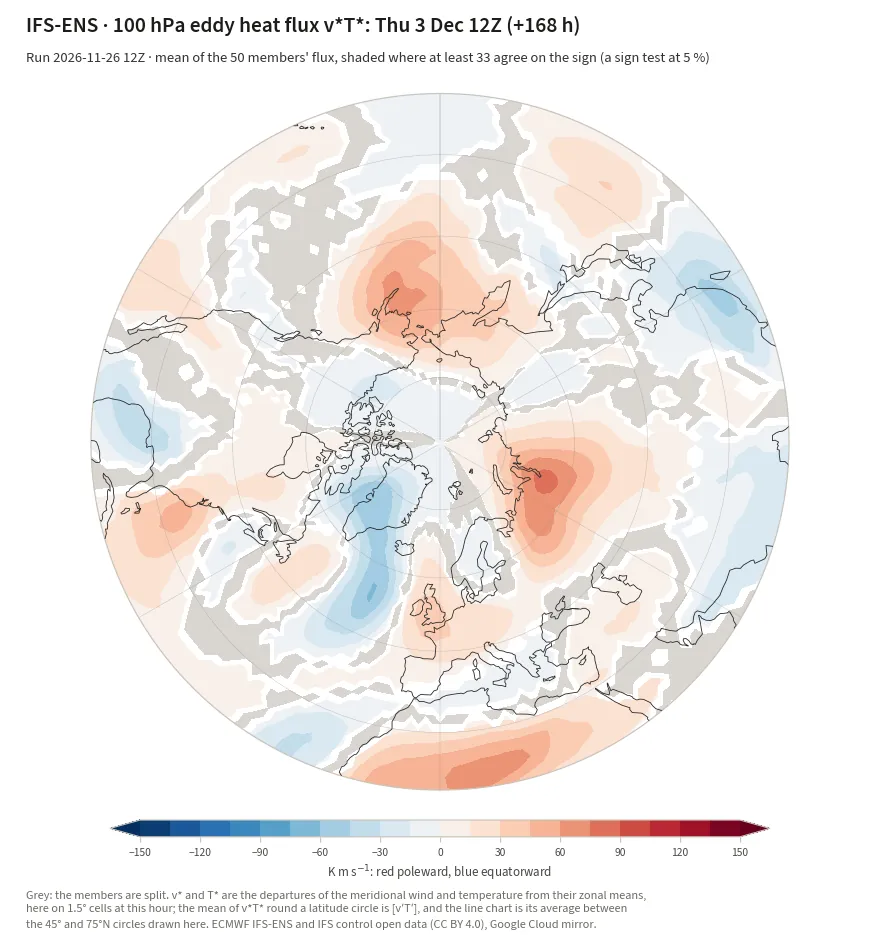 IFS-ENS · 100 hPa eddy heat flux v*T*: Thu 3 Dec 12Z (+168 h)
Run 2026-11-26 12Z · mean of the 50 members' flux, shaded where at least 33 agree on the sign (a sign test at 5 %)
−150 −120 −90 −60 −30 0 30 60 90 120 150
K m s⁻¹: red poleward, blue equatorward
Grey: the members are split. v* and T* are the departures of the meridional wind and temperature from their zonal means,
here on 1.5° cells at this hour; the mean of v*T* round a latitude circle is [v′T′], and the line chart is its average between
the 45° and 75°N circles drawn here. ECMWF IFS-ENS and IFS control open data (CC BY 4.0), Google Cloud mirror.